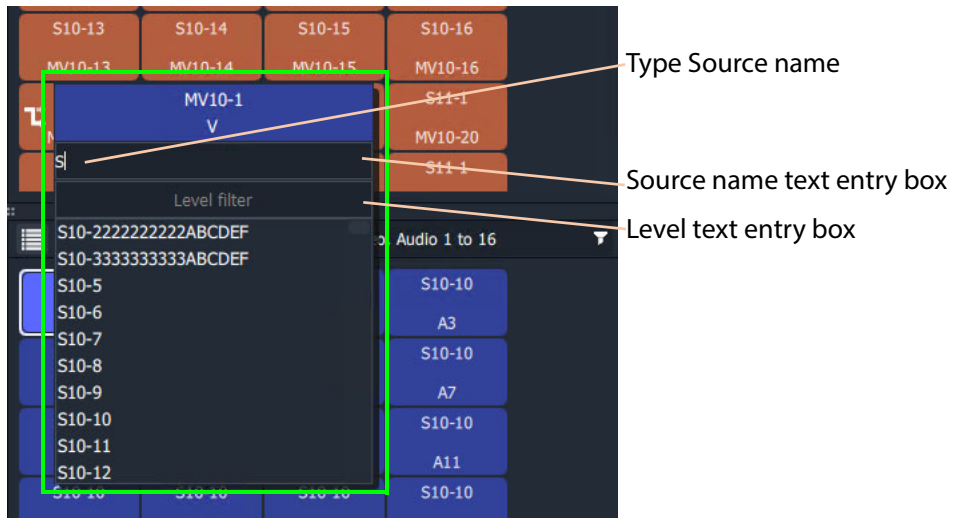 S10-13 S10-14 S10-15 S10-16
MV10-13 MV10-14 MV10-15 MV10-16
Type Source name
MV10-1 S11-1
V
MV10-20
S
S11-1
Source name text entry box
Level filter
Level text entry box
S10-2222222222ABCDEF
Audio 1 to 16
S10-3333333333ABCDEF
S10-5 S10-10
S10-6
A3
S10-7
S10-8 S10-10
S10-9 A7
S10-10 S10-10
S10-11
A11
S10-12
S10-10 S10-10 S10-10 S10-10